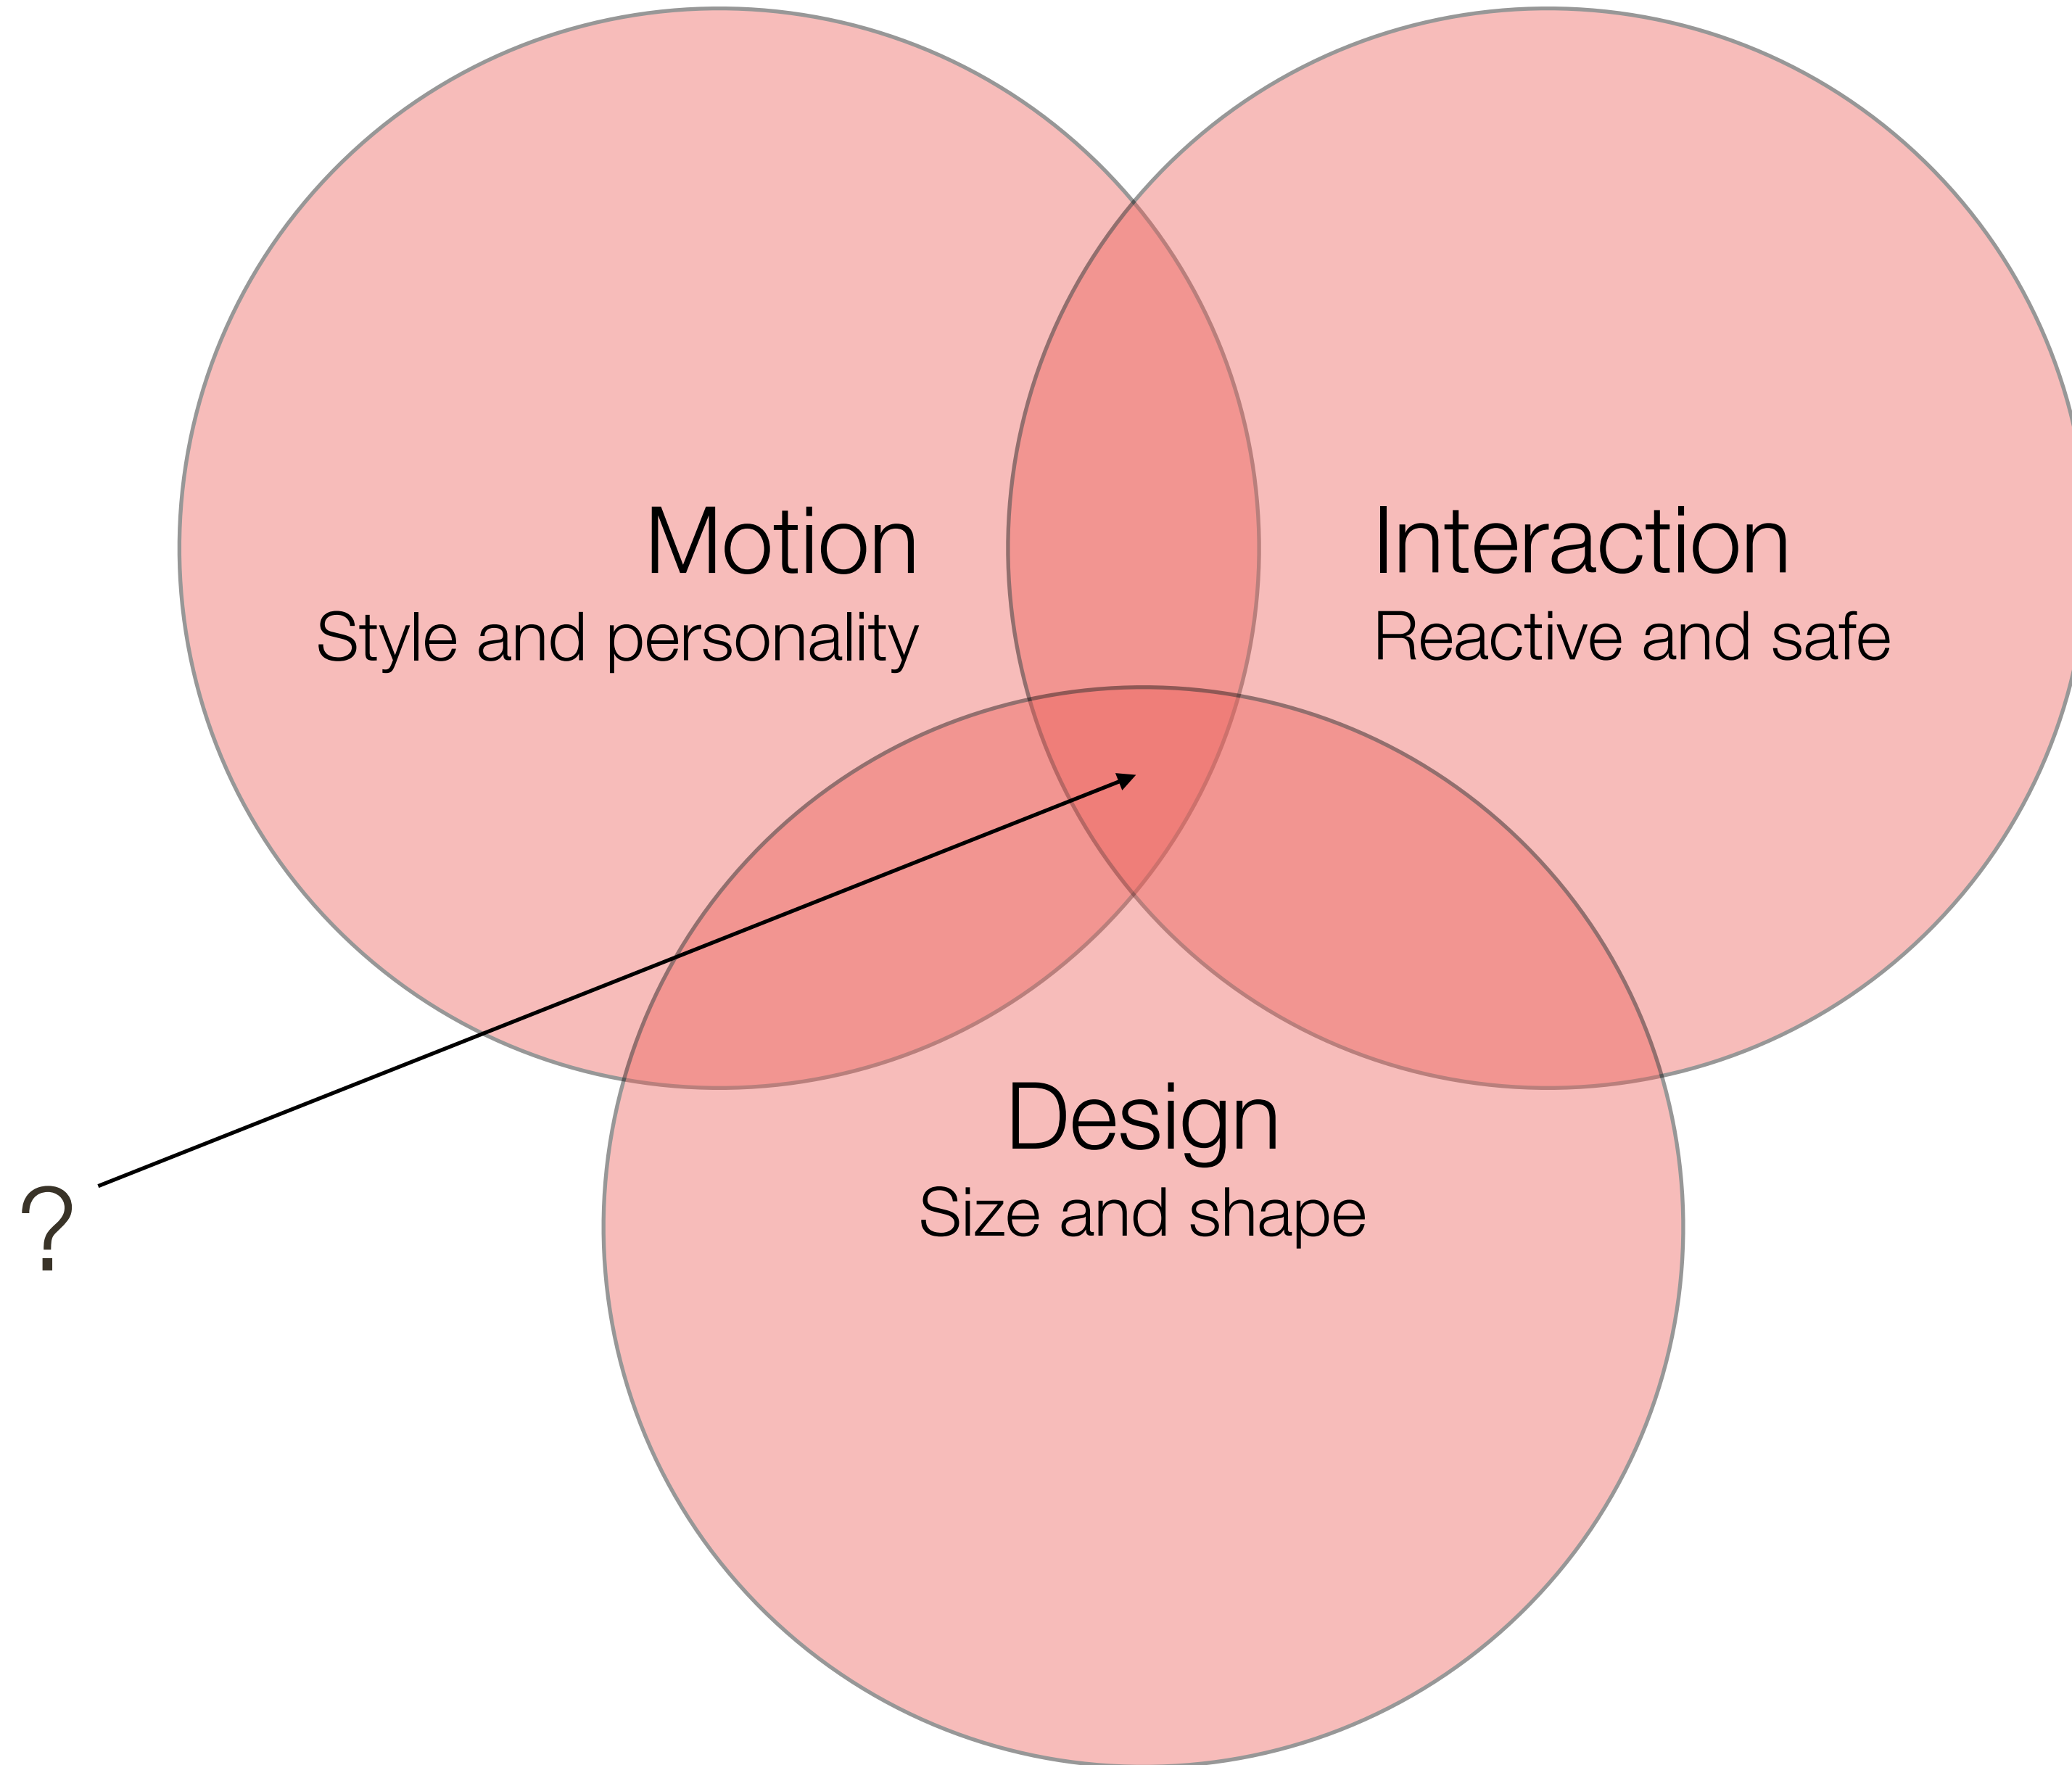 Motion
Style and personality
Interaction
Reactive and safe
Design
Size and shape
?